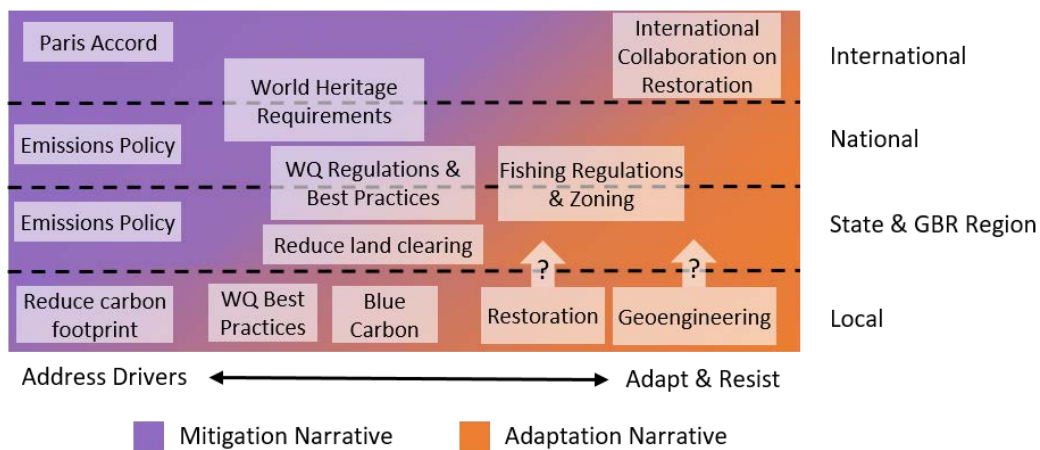 Paris Accord
World Heritage
Requirements
International
Collaboration on
Restoration
International
Emissions Policy
WQ Regulations &
Best Practices
Fishing Regulations
& Zoning
National
Emissions Policy
Reduce land clearing
State & GBR Region
?
?
Reduce carbon
footprint
WQ Best
Practices
Blue
Carbon
Restoration
Geoengineering
Local
Address Drivers
Adapt & Resist
Mitigation Narrative
Adaptation Narrative